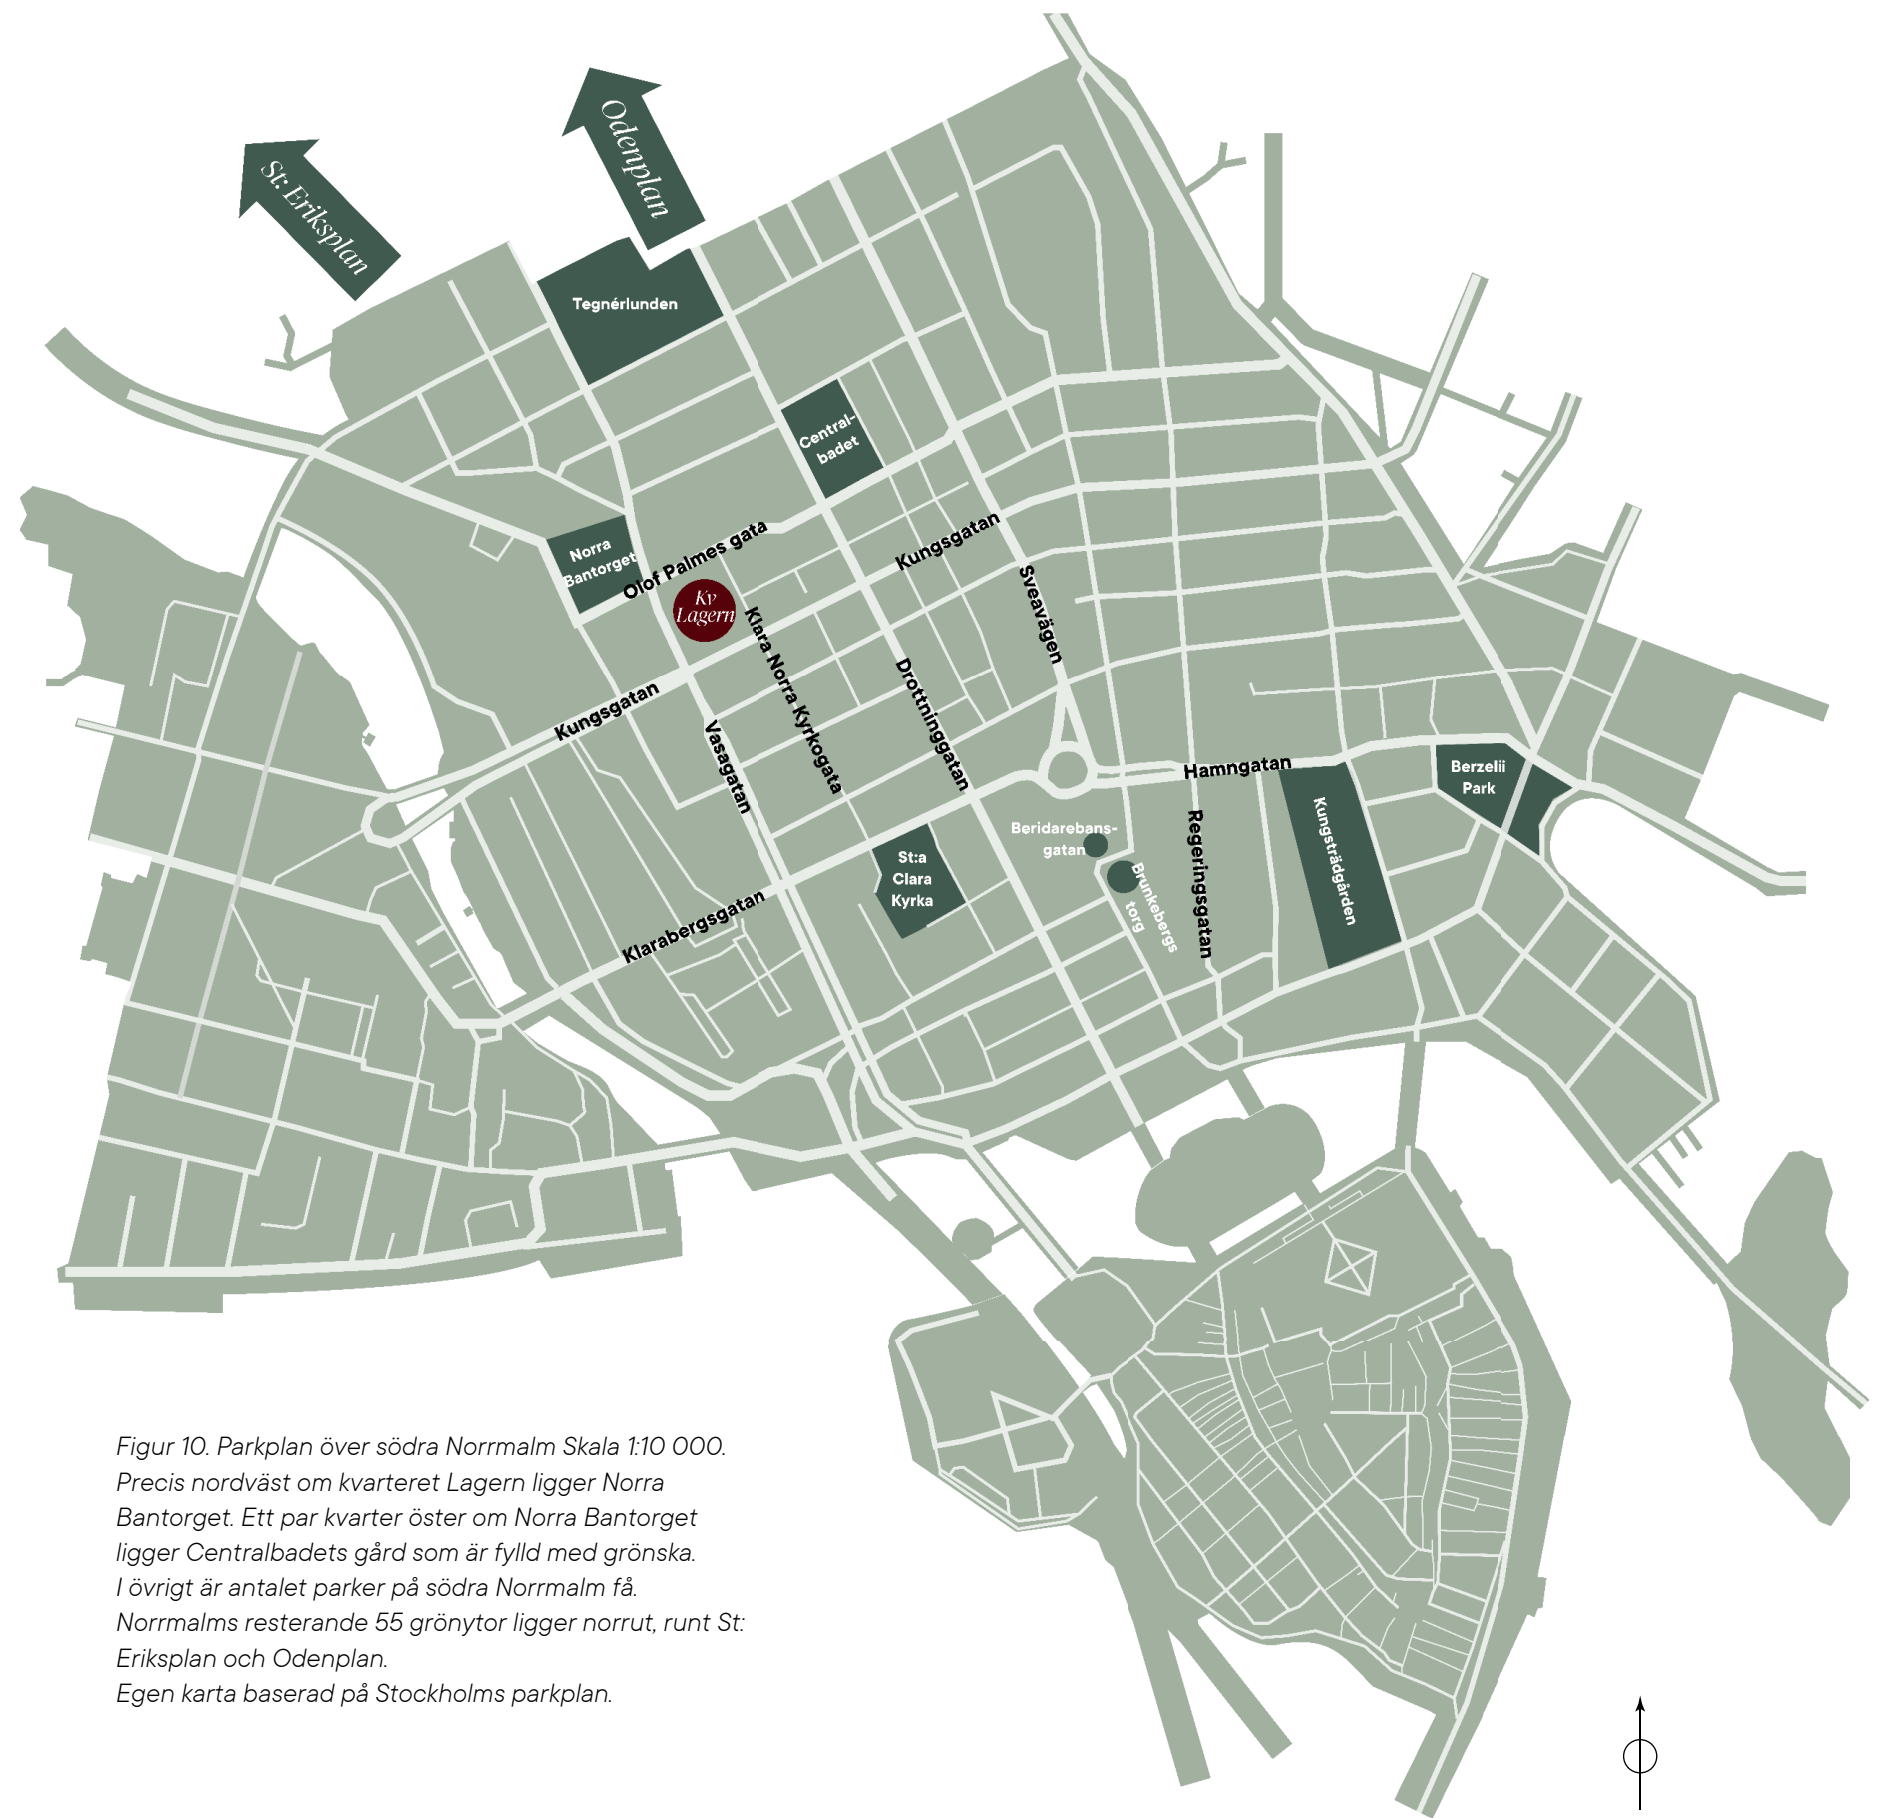 Odenplan
St: Eriksplan
Tegnérlunden
Central-
badet
Norra
Bantorget
Olof Palmes gata
Kungsgatan
Ky
Lagern
Klara Norra Kyrkogata
Sveavägen
Drottninggatan
Kungsgatan
Vasagatan
Hamngatan
Berzelii
Park
Kungsträdgården
Regeringsgatan
Beridarebans-
gatan
Brunkebergs
torg
St:a
Clara
Kyrka
Klarabergsgatan
Figur 10. Parkplan över södra Norrmalm Skala 1:10 000.
Precis nordväst om kvarteret Lagern ligger Norra
Bantorget. Ett par kvarter öster om Norra Bantorget
ligger Centralbadets gård som är fylld med grönska.
I övrigt är antalet parker på södra Norrmalm få.
Norrmalms resterande 55 grönytor ligger norrut, runt St:
Eriksplan och Odenplan.
Egen karta baserad på Stockholms parkplan.